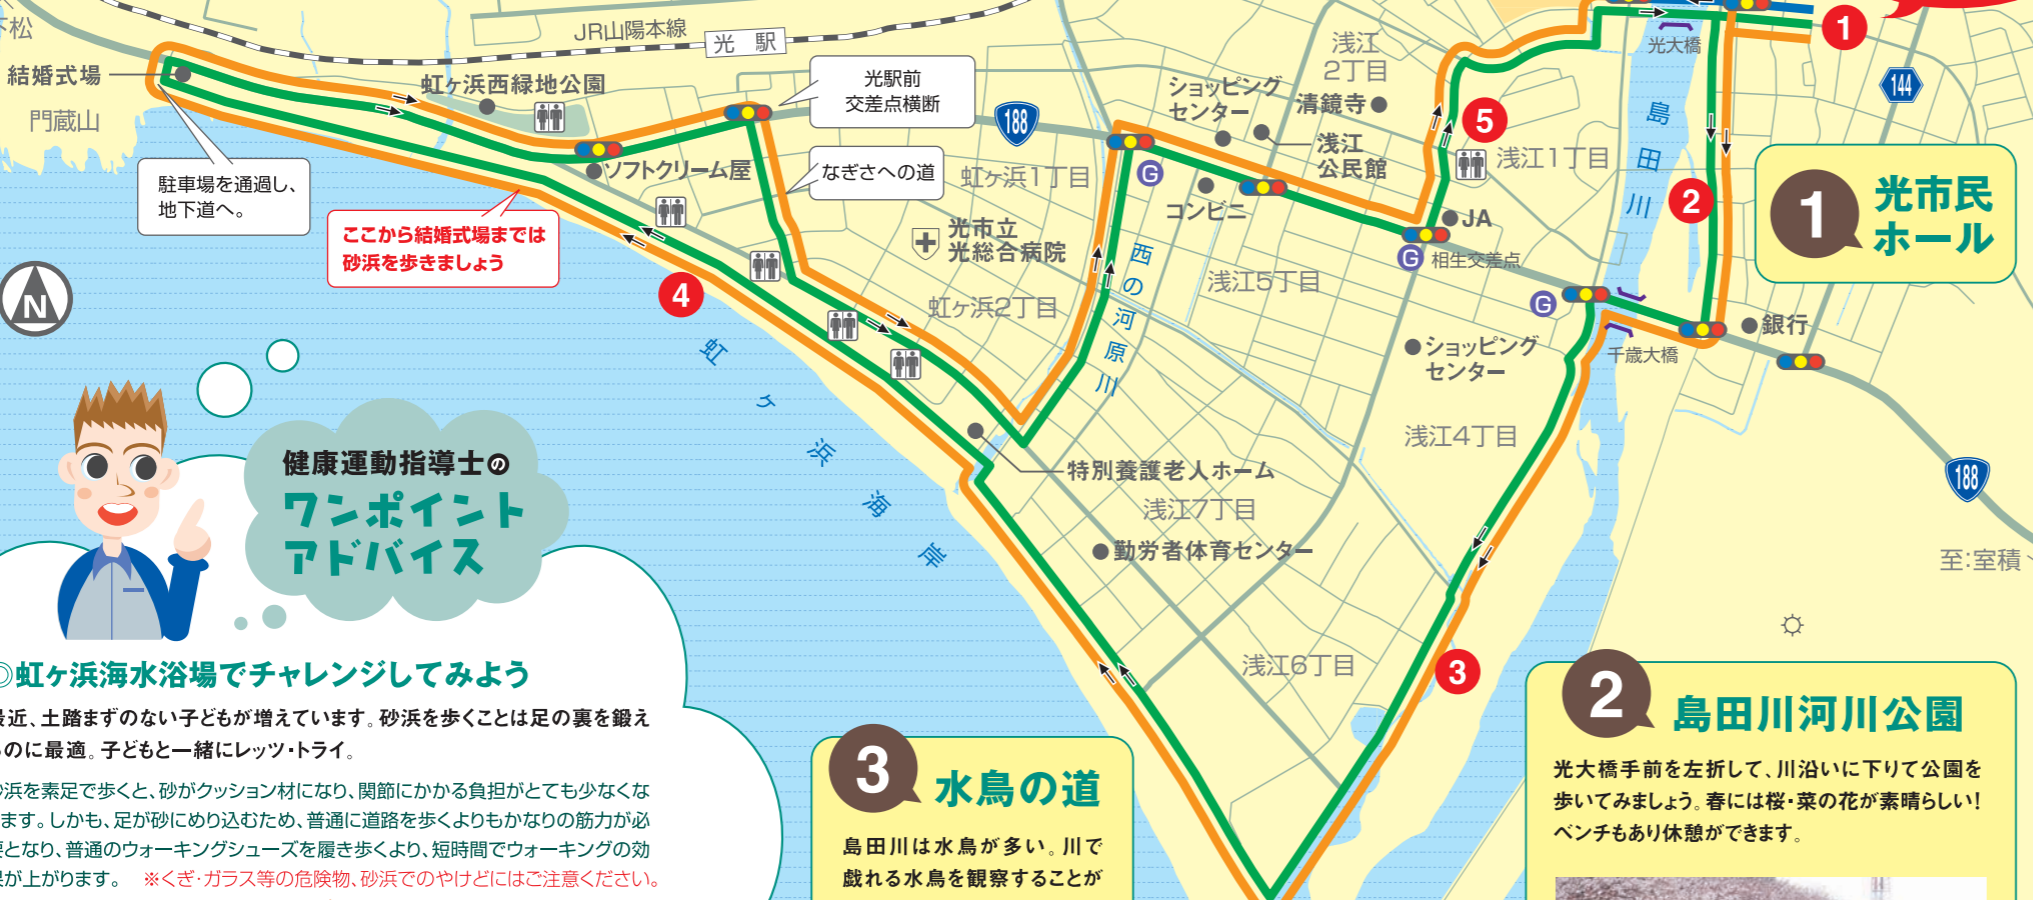 下松
JR山陽本線
光 駅
結婚式場
門蔵山
虹ヶ浜西緑地公園
光駅前
交差点横断
188
ショッピング
センター
浅江
2丁目
清鏡寺
浅江
公民館
光大橋
1
144
島田川
5
浅江1丁目
2
駐車場を通過し、
地下道へ。
ソフトクリーム屋
なぎさへの道
虹ヶ浜1丁目
G
コンビニ
JA
G
相生交差点
ここから結婚式場までは
砂浜を歩きましょう
光市立
光総合病院
西の河原川
浅江5丁目
虹ヶ浜2丁目
4
N
G
銀行
千歳大橋
ショッピング
センター
浅江4丁目
虹ヶ浜海岸
特別養護老人ホーム
浅江7丁目
勤労者体育センター
188
至:室積
浅江6丁目
3
1
光市民
ホール
健康運動指導士の
ワンポイント
アドバイス
◎虹ヶ浜海水浴場でチャレンジしてみよう
最近、土踏まずのない子どもが増えています。砂浜を歩くことは足の裏を鍛え
るのに最適。子どもと一緒にレッツ・トライ。
砂浜を素足で歩くと、砂がクッション材になり、関節にかかる負担がとても少なくな
ます。しかも、足が砂にめり込むため、普通に道路を歩くよりもかなりの筋力が必
要となり、普通のウォーキングシューズを履き歩くより、短時間でウォーキングの効
果が上がります。 ※くぎ・ガラス等の危険物、砂浜でのやけどにはご注意ください。
3
水鳥の道
島田川は水鳥が多い。川で
戯れる水鳥を観察することが
2
島田川河川公園
光大橋手前を左折して、川沿いに下りて公園を
歩いてみましょう。春には桜・菜の花が素晴らしい!
ベンチもあり休憩ができます。